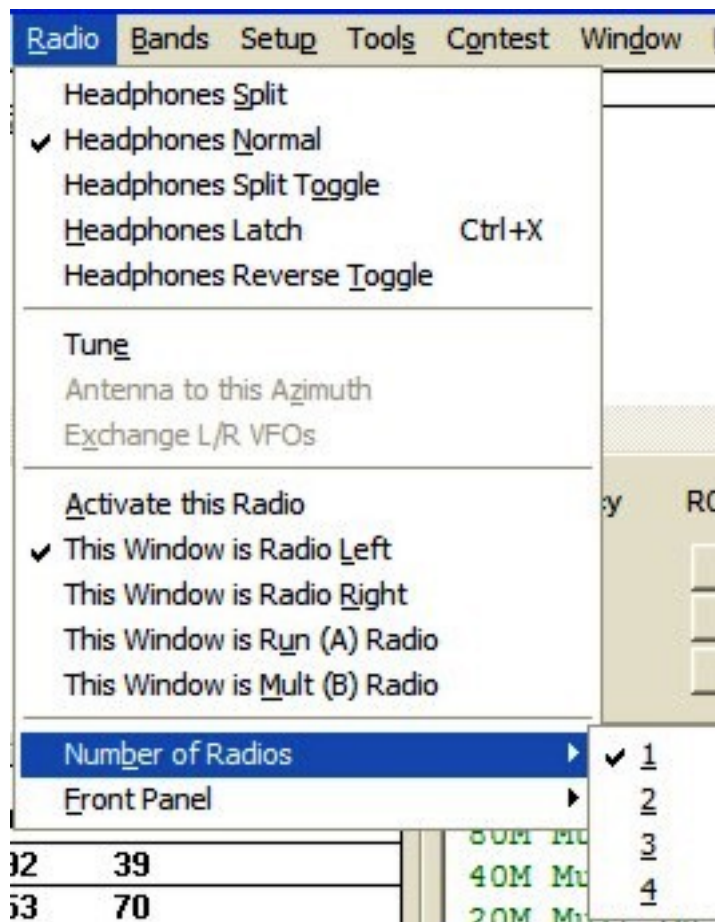 Radio Bands Setup Tools Contest Window
Headphones Split
Headphones Normal
Headphones Split Toggle
Headphones Latch Ctrl+X
Headphones Reverse Toggle
Tune
Antenna to this Azimuth
Exchange L/R VFOs
Activate this Radio
This Window is Radio Left
This Window is Radio Right
This Window is Run (A) Radio
This Window is Mult (B) Radio
Number of Radios
1
Front Panel
2
3
4
39
70
80M
40M Mu
20M Mu